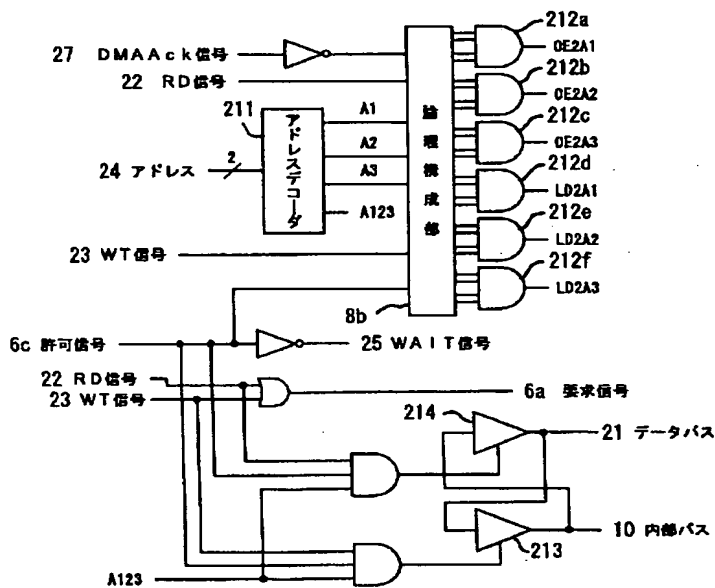 212a
27 DMAAck信号
OE2A1
212b
22 RD信号
OE2A2
211
A1
212c
アドレスデコーダ
論理構成部
OE2A3
A2
212d
24 アドレス
2
A3
LD2A1
212e
A123
LD2A2
23 WT信号
212f
LD2A3
8b
6c 許可信号
25 WAIT信号
22 RD信号
6a 要求信号
23 WT信号
214
21 データバス
10 内部バス
213
A123